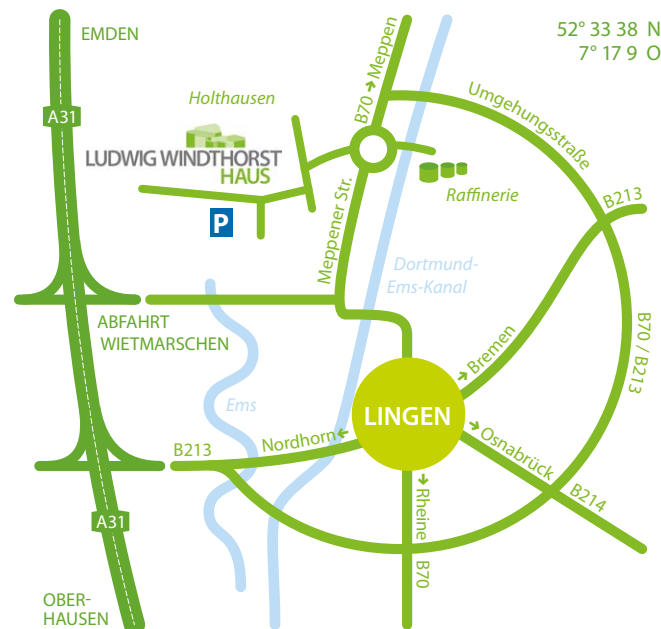 EMDEN
52° 33 38 N
7° 17 9 O
B70 → Meppen
Holthausen
Umgehungsstraße
A31
LUDWIG WINDTHORST
HAUS
Raffinerie
B213
P
Meppener Str.
Dortmund-
Ems-Kanal
ABFAHRT
WIETMARSCHEN
B70 / B213
→ Bremen
Ems
LINGEN
B213
Nordhorn ←
→ Osnabrück
B214
→ Rheine
B70
A31
OBER-
HAUSEN